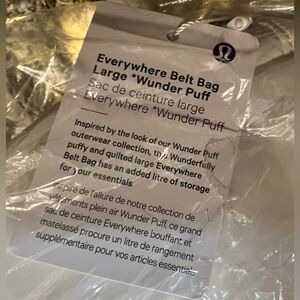 Everywhere Belt Bag
Large *Wunder Puff
Sac de ceinture large
Everywhere *Wunder Puff
Inspired by the look of our Wunder Puff
outerwear collection, this Wunderfully
puffy and quilted large Everywhere
Belt Bag has an added litre of storage
for your essentials
Inspiré de l'allure de notre collection de
vêtements plein air Wunder Puff, ce grand
sac de ceinture Everywhere bouffant et
matelassé procure un litre de rangement
supplémentaire pour vos articles essentiels